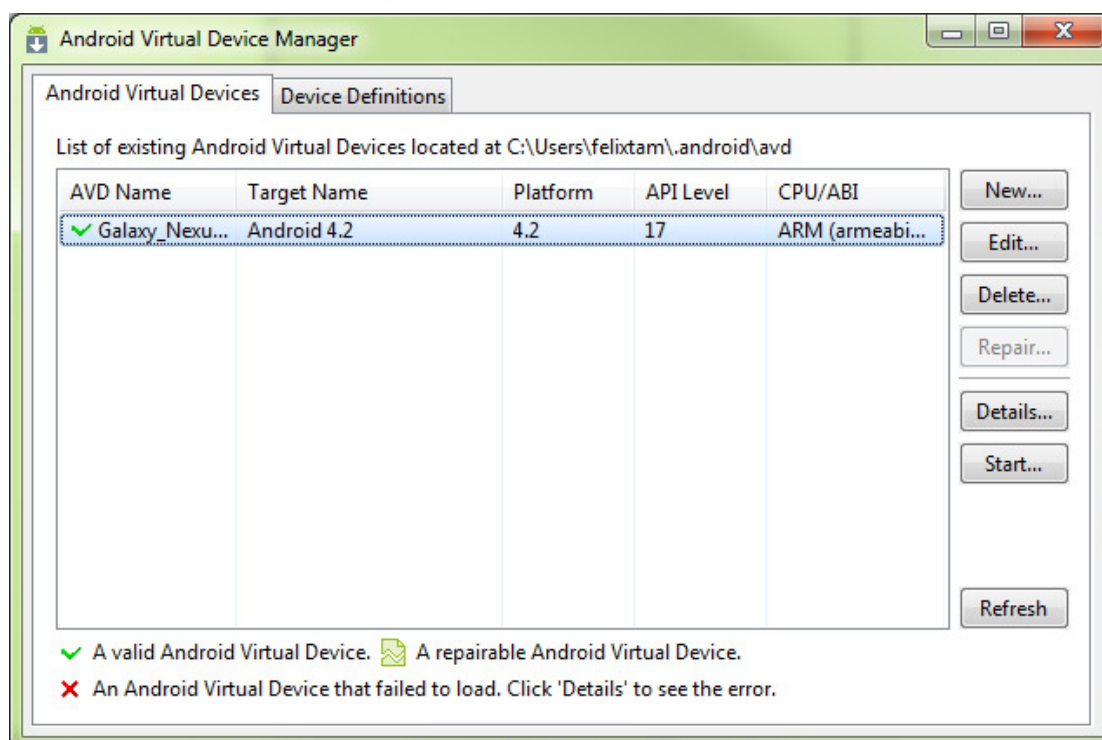 Android Virtual Device Manager
Android Virtual Devices Device Definitions
List of existing Android Virtual Devices located at C:\Users\felixtam\.android\avd
AVD Name Target Name Platform API Level CPU/ABI
Galaxy_Nexu... Android 4.2 4.2 17 ARM (armeabi...
New...
Edit...
Delete...
Repair...
Details...
Start...
Refresh
A valid Android Virtual Device. A repairable Android Virtual Device.
An Android Virtual Device that failed to load. Click 'Details' to see the error.